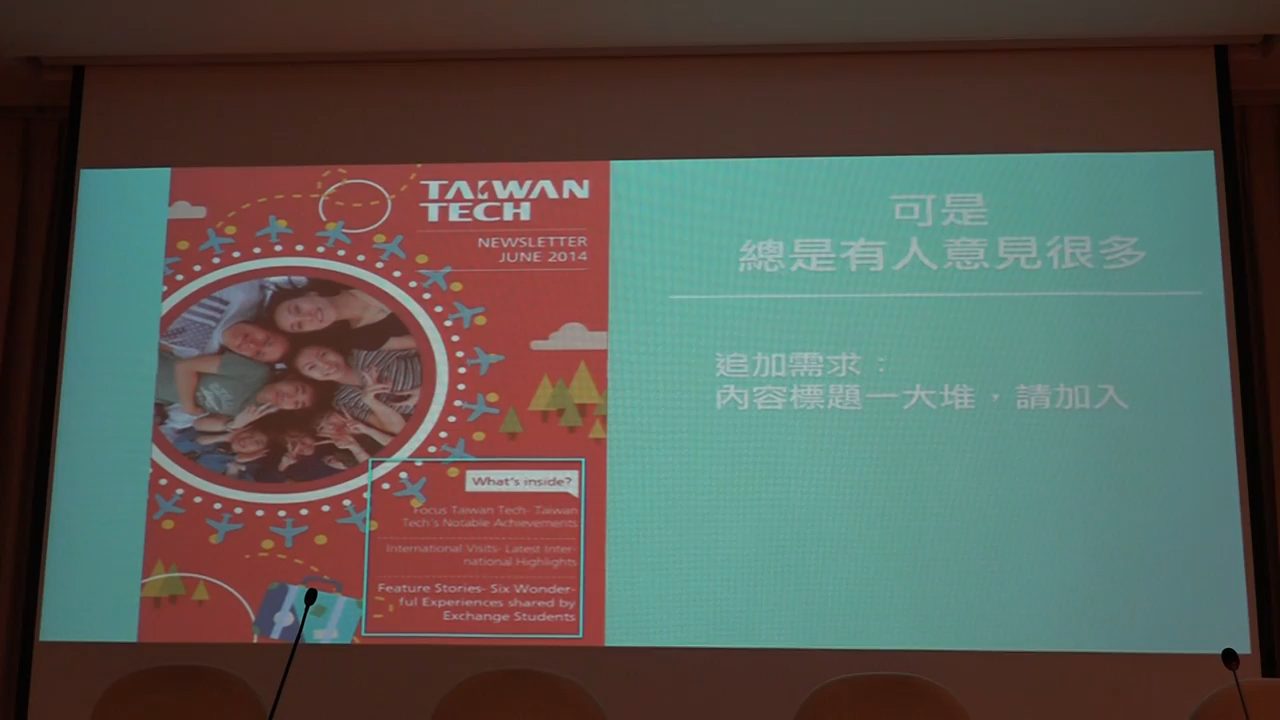 TAIWAN
TECH
NEWSLETTER
JUNE 2014
What's inside?
Focus Taiwan Tech- Taiwan
Tech's Notable Achievements
International Visits- Latest Inter-
national Highlights
Feature Stories- Six Wonder-
ful Experiences shared by
Exchange Students
可是
總是有人意見很多
追加需求：
內容標題一大堆，請加入